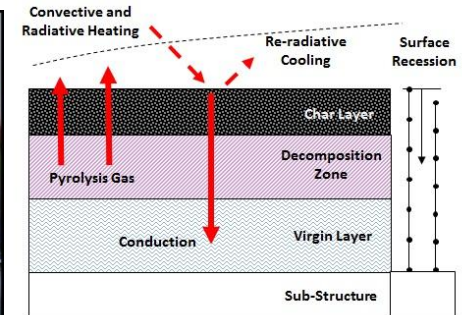 Convective and
Radiative Heating
Re-radiative
Cooling
Surface
Recession
Char Layer
Decomposition
Zone
Pyrolysis Gas
Conduction
Virgin Layer
Sub-Structure